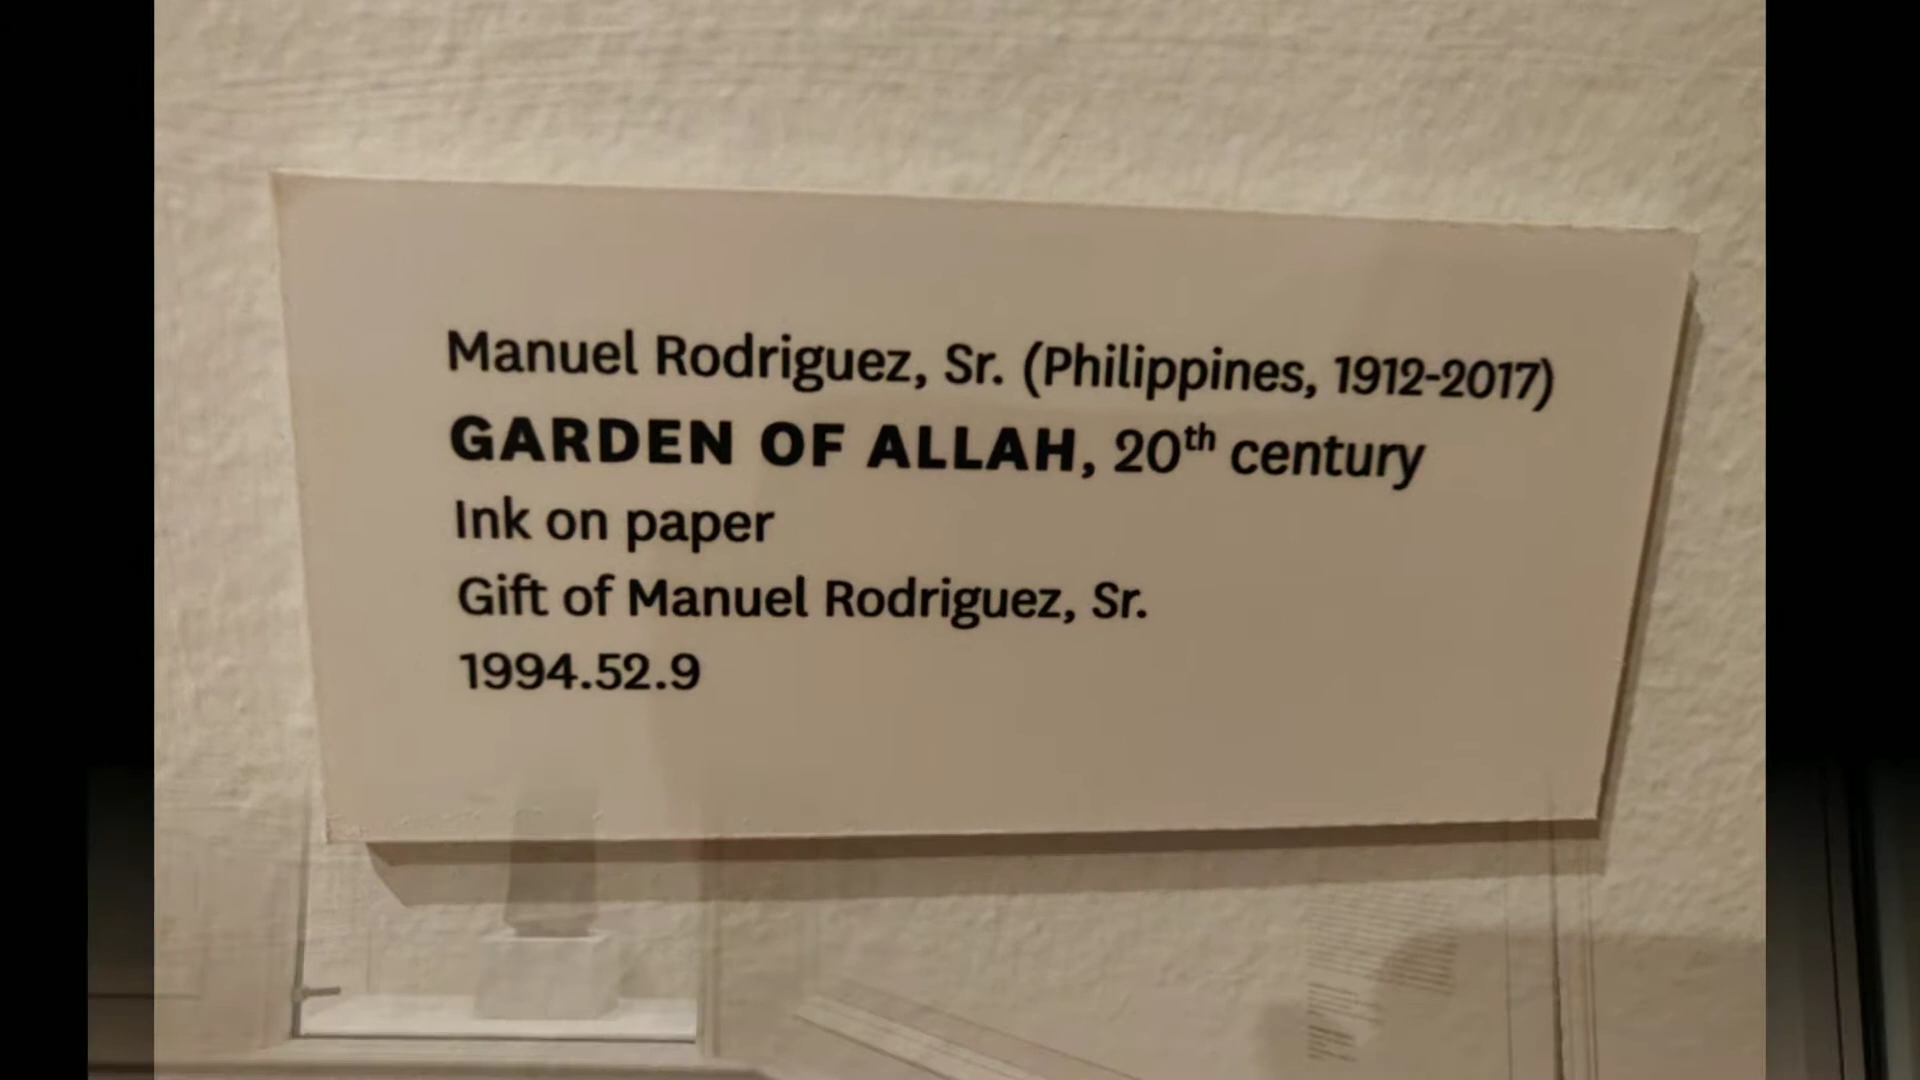 Manuel Rodriguez, Sr. (Philippines, 1912-2017)
GARDEN OF ALLAH, 20th century
Ink on paper
Gift of Manuel Rodriguez, Sr.
1994.52.9